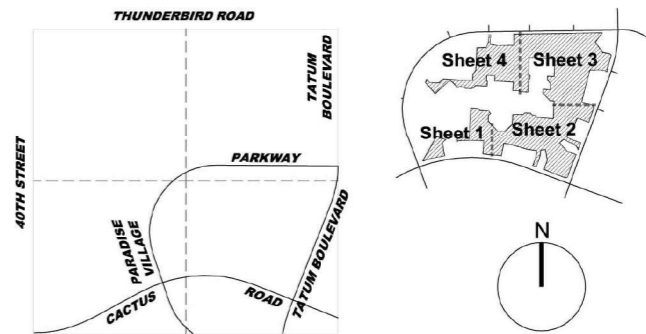 THUNDERBIRD ROAD
TATUM
BOULEVARD
40TH STREET
PARKWAY
PARADISE
VILLAGE
TATUM BOULEVARD
CACTUS
ROAD
Sheet 4
Sheet 3
Sheet 1
Sheet 2
N